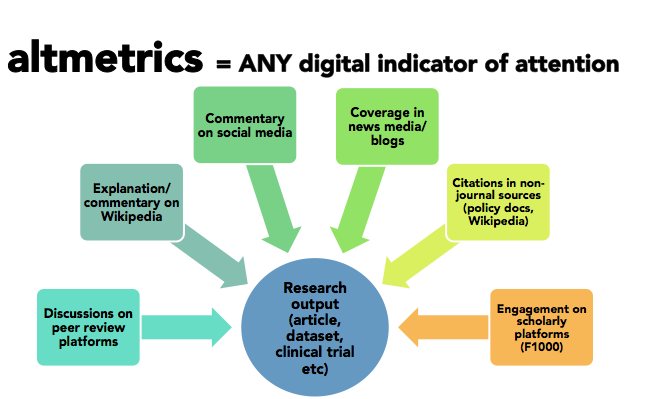 altmetrics = ANY digital indicator of attention
Commentary
on social media
Coverage in
news media/
blogs
Explanation/
commentary on
Wikipedia
Citations in non-
journal sources
(policy docs,
Wikipedia)
Discussions on
peer review
platforms
Research
output
(article,
dataset,
clinical trial
etc)
Engagement on
scholarly
platforms
(F1000)